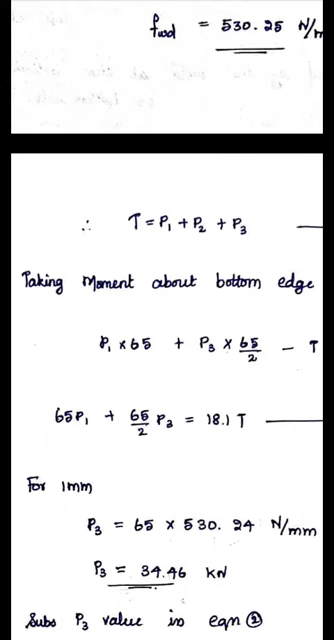 fwd = 530.25 N/m
∴ T = P₁ + P₂ + P₃
Taking Moment about bottom edge
P₁ × 65 + P₃ × 65/2 – T
65P₁ + 65/2 P₃ = 18.1 T
For 1mm
P₃ = 65 × 530.24 N/mm
P₃ = 34.46 kN
Subs P₃ value in eqn ②